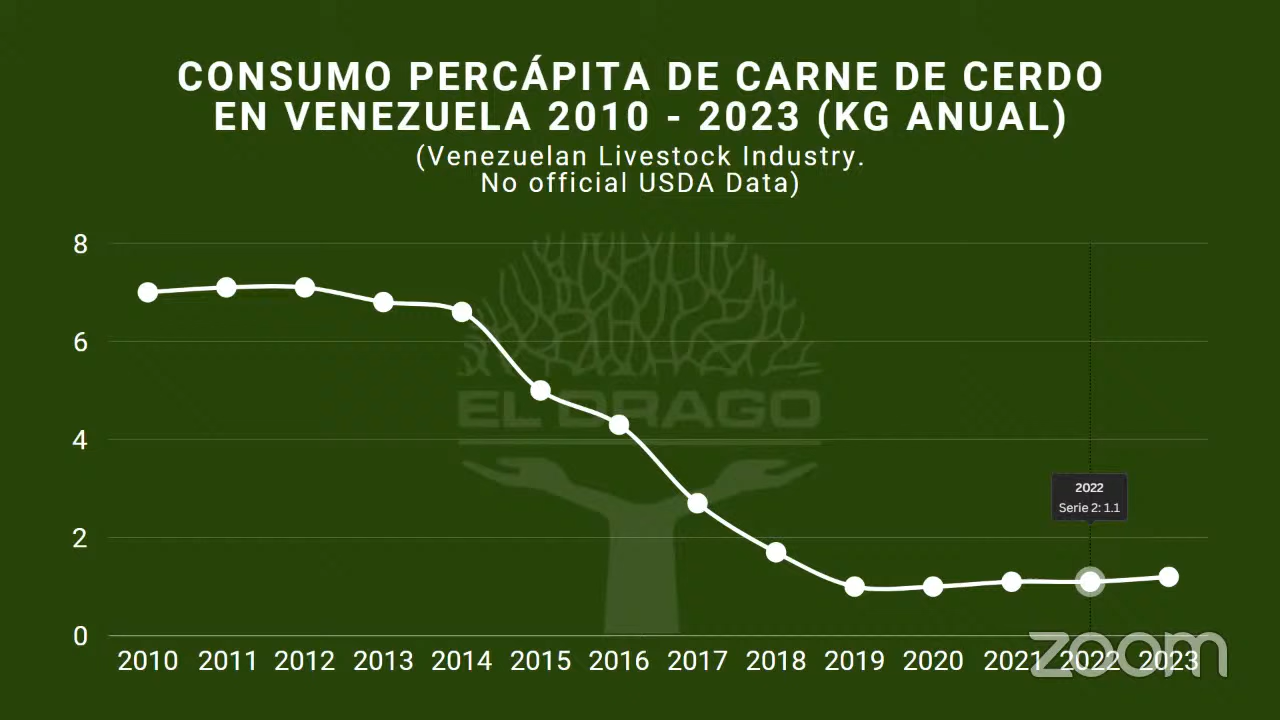 CONSUMO PERCÁPITA DE CARNE DE CERDO
EN VENEZUELA 2010 - 2023 (KG ANUAL)
(Venezuelan Livestock Industry.
No official USDA Data)
8
6
EL DRAGO
4
2022
Serie 2: 1.1
2
0
2010 2011 2012 2013 2014 2015 2016 2017 2018 2019 2020 2021 2022 2023
zoom